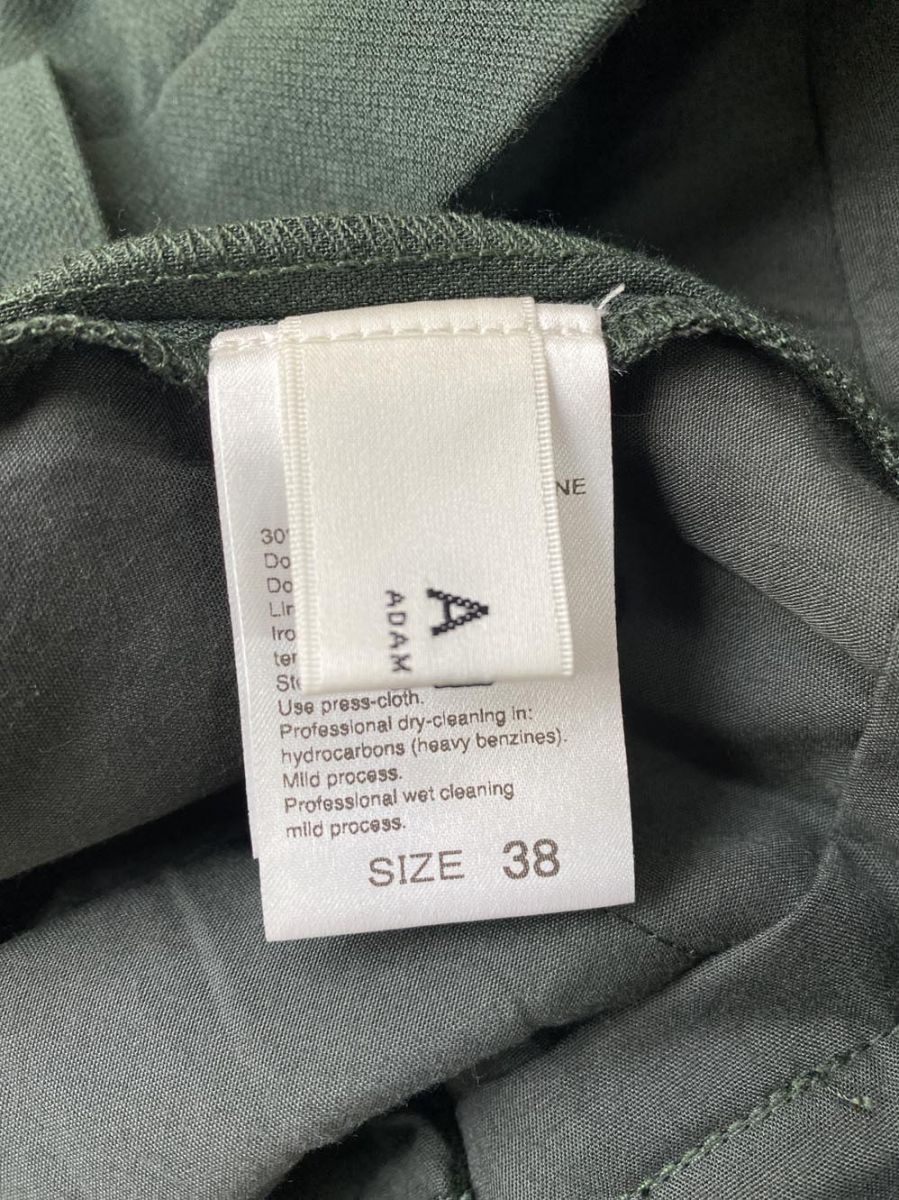 NE
30°
Do
Do
Lir
Iro
ter
Ste
Use press-cloth.
Professional dry-cleaning in:
hydrocarbons (heavy benzines).
Mild process.
Professional wet cleaning
mild process.
SIZE 38
A
ADAM